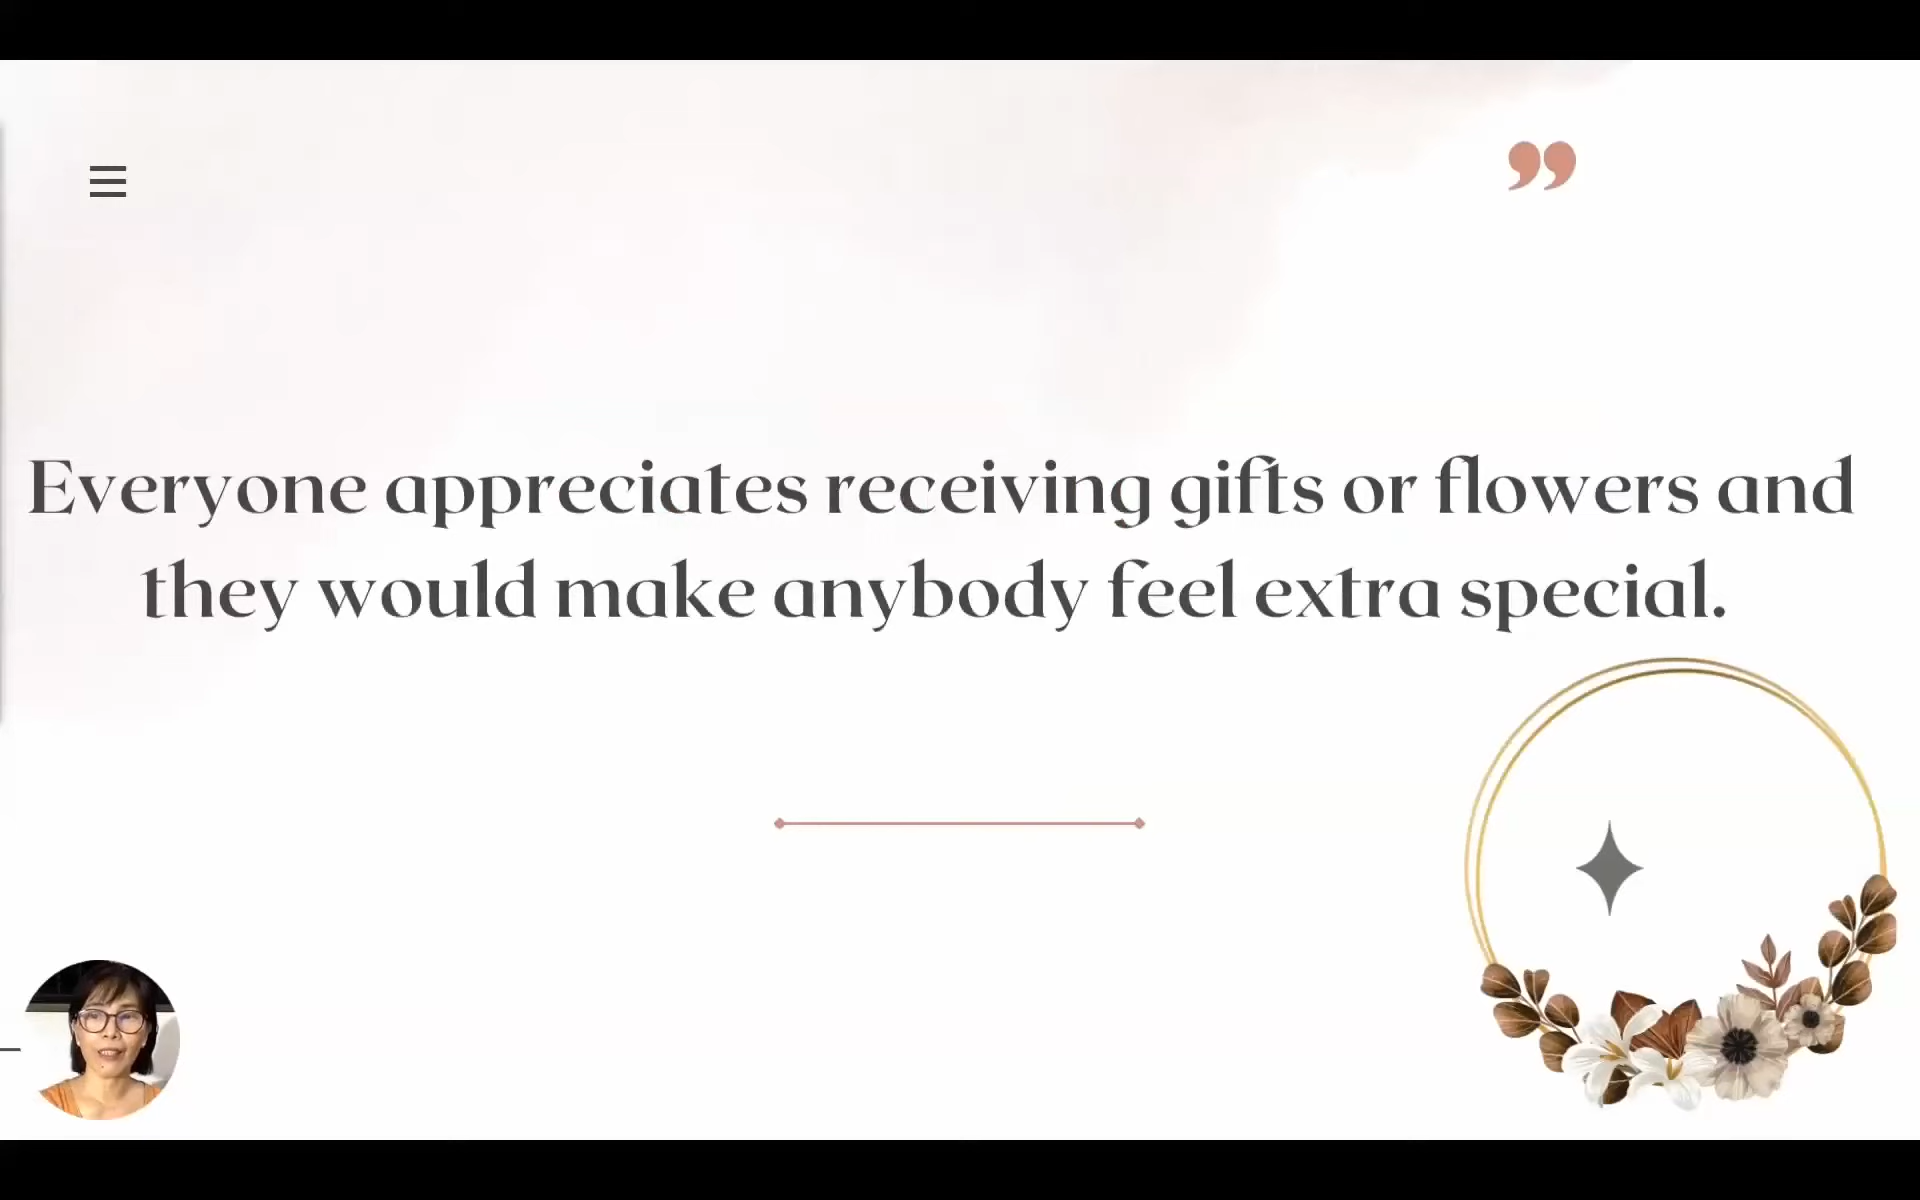 ”
Everyone appreciates receiving gifts or flowers and
they would make anybody feel extra special.